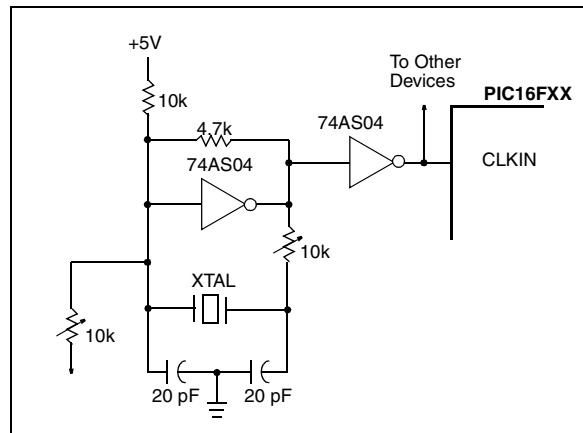 +5V
10k
4.7k
74AS04
74AS04
To Other
Devices
PIC16FXX
CLKIN
10k
XTAL
10k
20 pF
20 pF